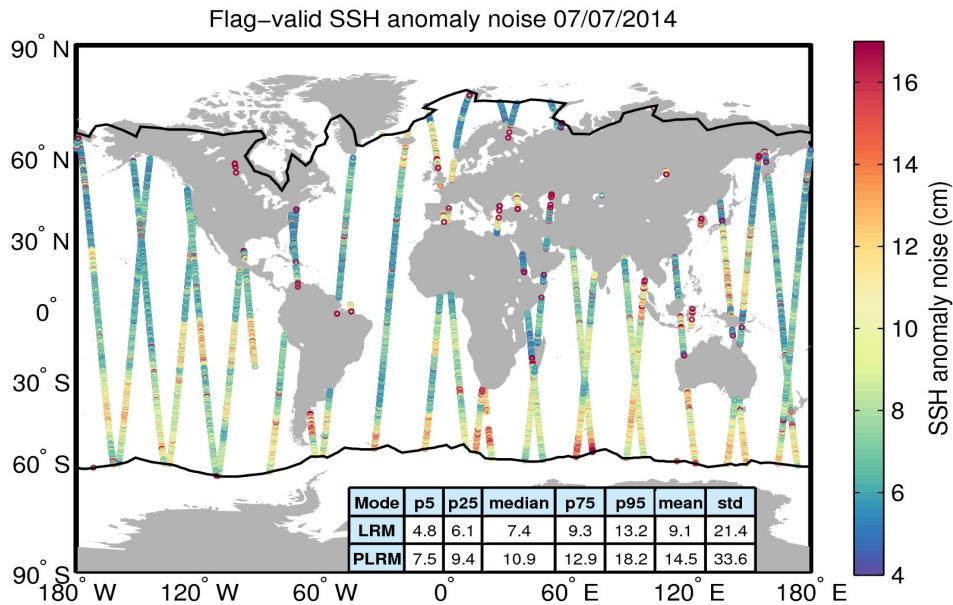 Flag−valid SSH anomaly noise 07/07/2014
90° N
60° N
30° N
0°
30° S
60° S
90° S
180° W
120° W
60° W
0°
60° E
120° E
180° E
Mode p5 p25 median p75 p95 mean std
LRM 4.8 6.1 7.4 9.3 13.2 9.1 21.4
PLRM 7.5 9.4 10.9 12.9 18.2 14.5 33.6
16
14
12
10
8
6
4
SSH anomaly noise (cm)